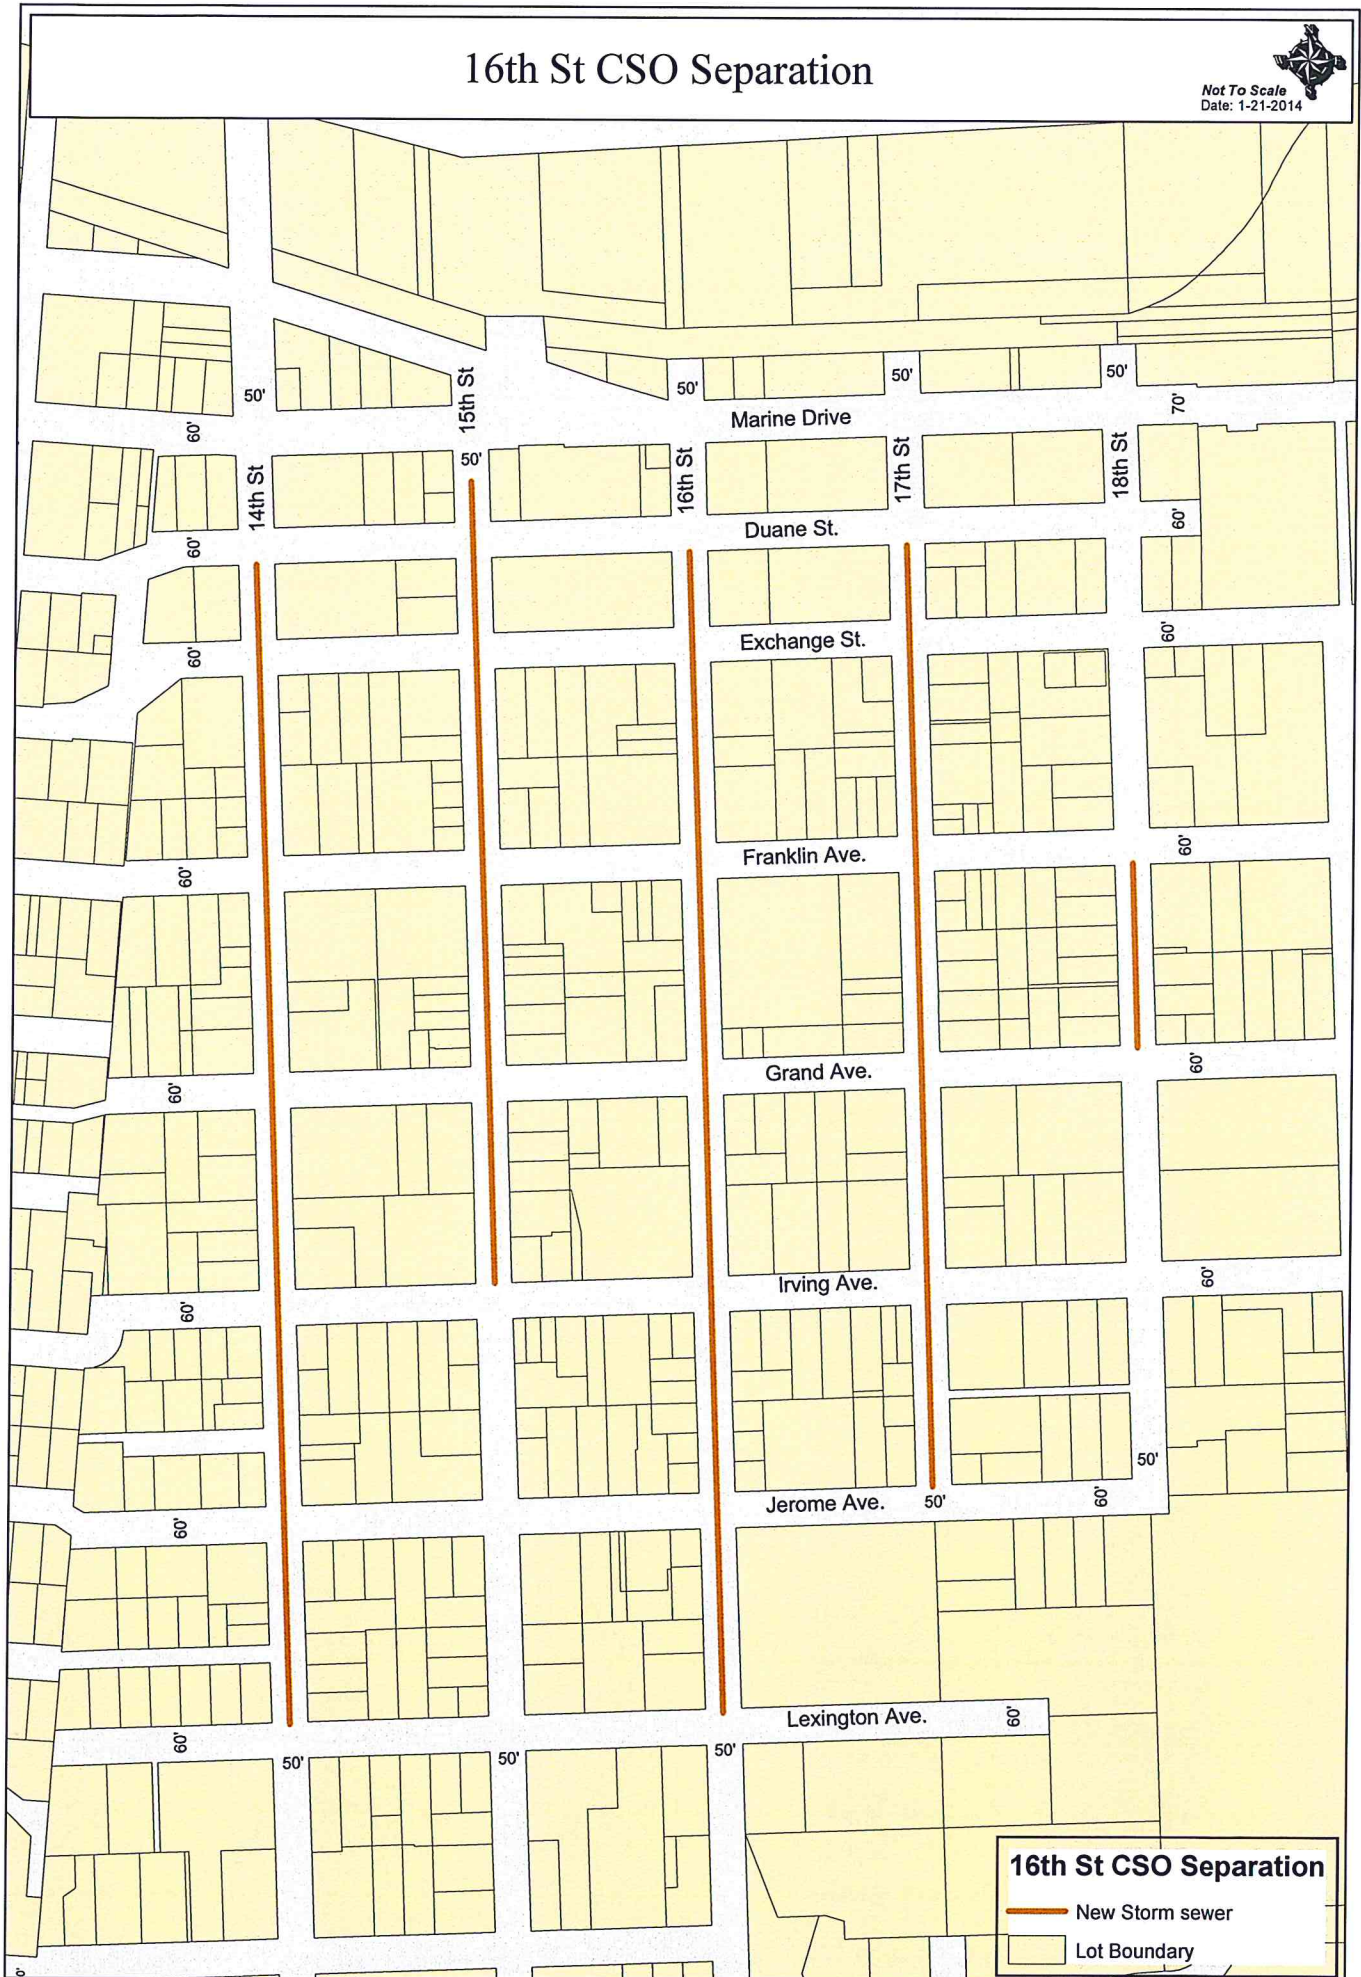 16th St CSO Separation
Not To Scale
Date: 1-21-2014
50'
60'
15th St
50'
50'
50'
50'
70'
Marine Drive
50'
14th St
16th St
17th St
18th St
60'
60'
Duane St.
60'
60'
Exchange St.
60'
60'
Franklin Ave.
60'
60'
Grand Ave.
60'
60'
Irving Ave.
60'
50'
60'
Jerome Ave.
50'
60'
60'
Lexington Ave.
60'
50'
50'
50'
16th St CSO Separation
New Storm sewer
Lot Boundary